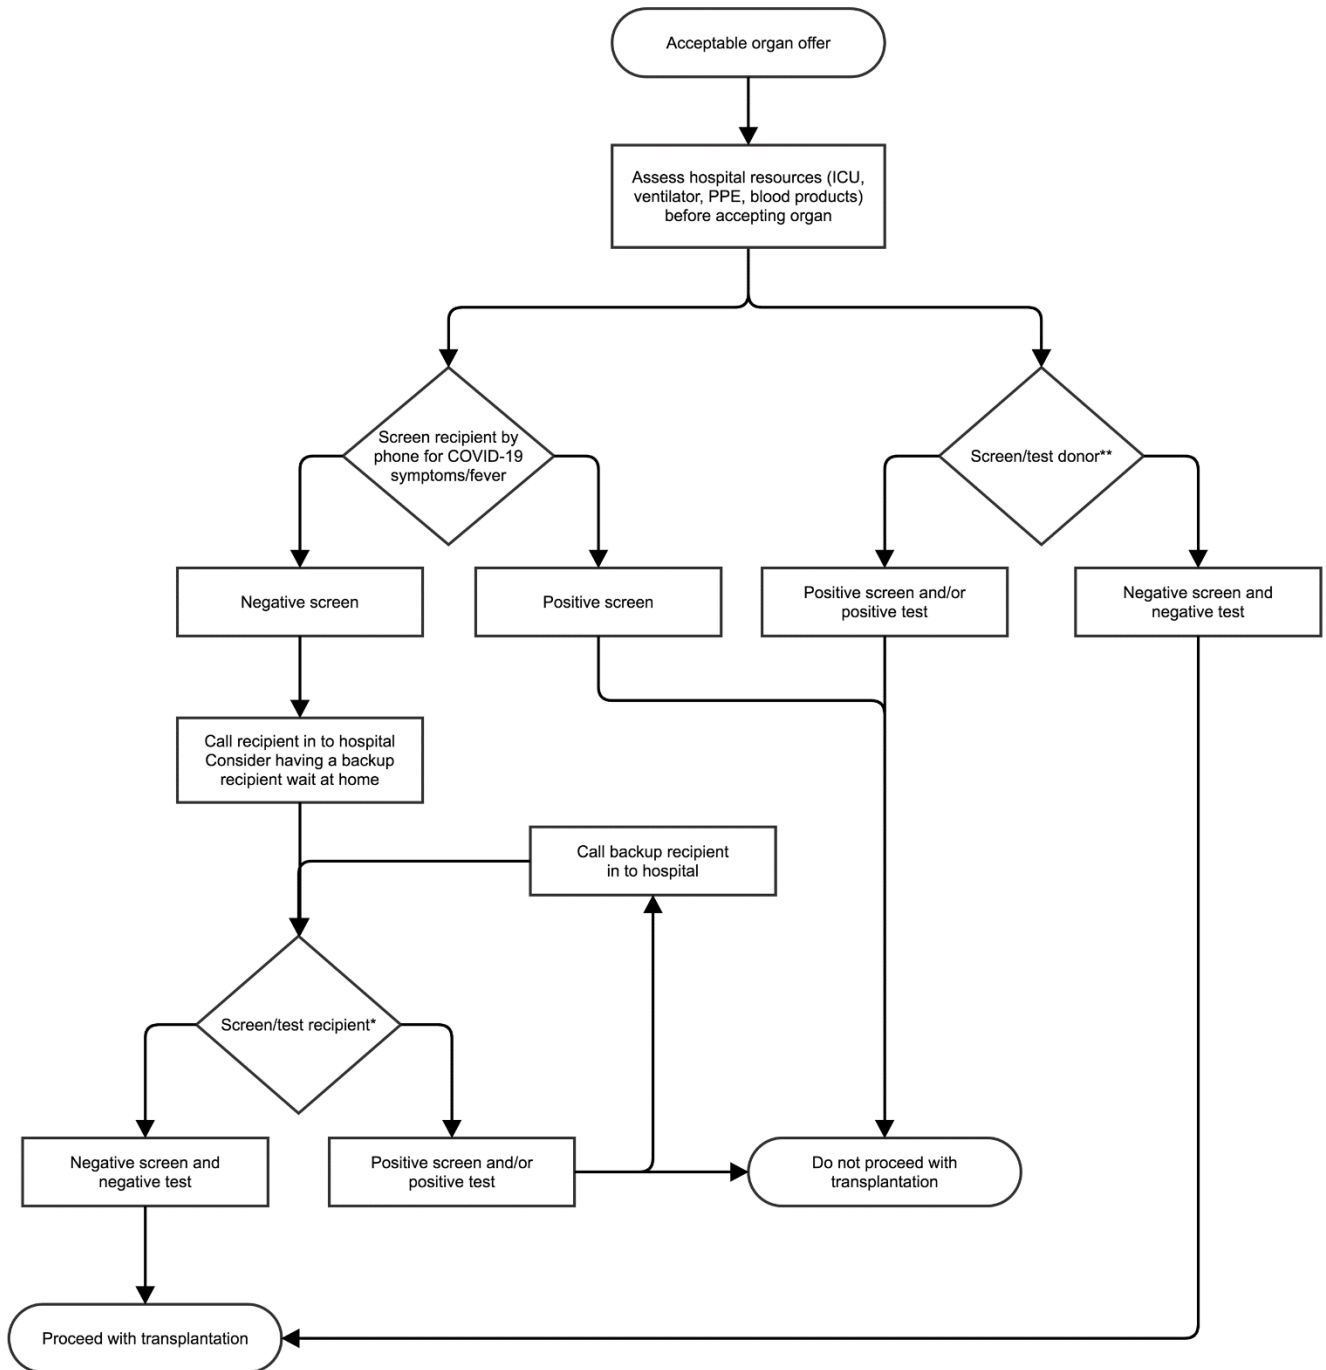 Acceptable organ offer
Assess hospital resources (ICU,
ventilator, PPE, blood products)
before accepting organ
Screen recipient by
phone for COVID-19
symptoms/fever
Screen/test donor**
Negative screen
Positive screen
Positive screen and/or
positive test
Negative screen and
negative test
Call recipient in to hospital
Consider having a backup
recipient wait at home
Call backup recipient
in to hospital
Screen/test recipient*
Negative screen and
negative test
Positive screen and/or
positive test
Do not proceed with
transplantation
Proceed with transplantation